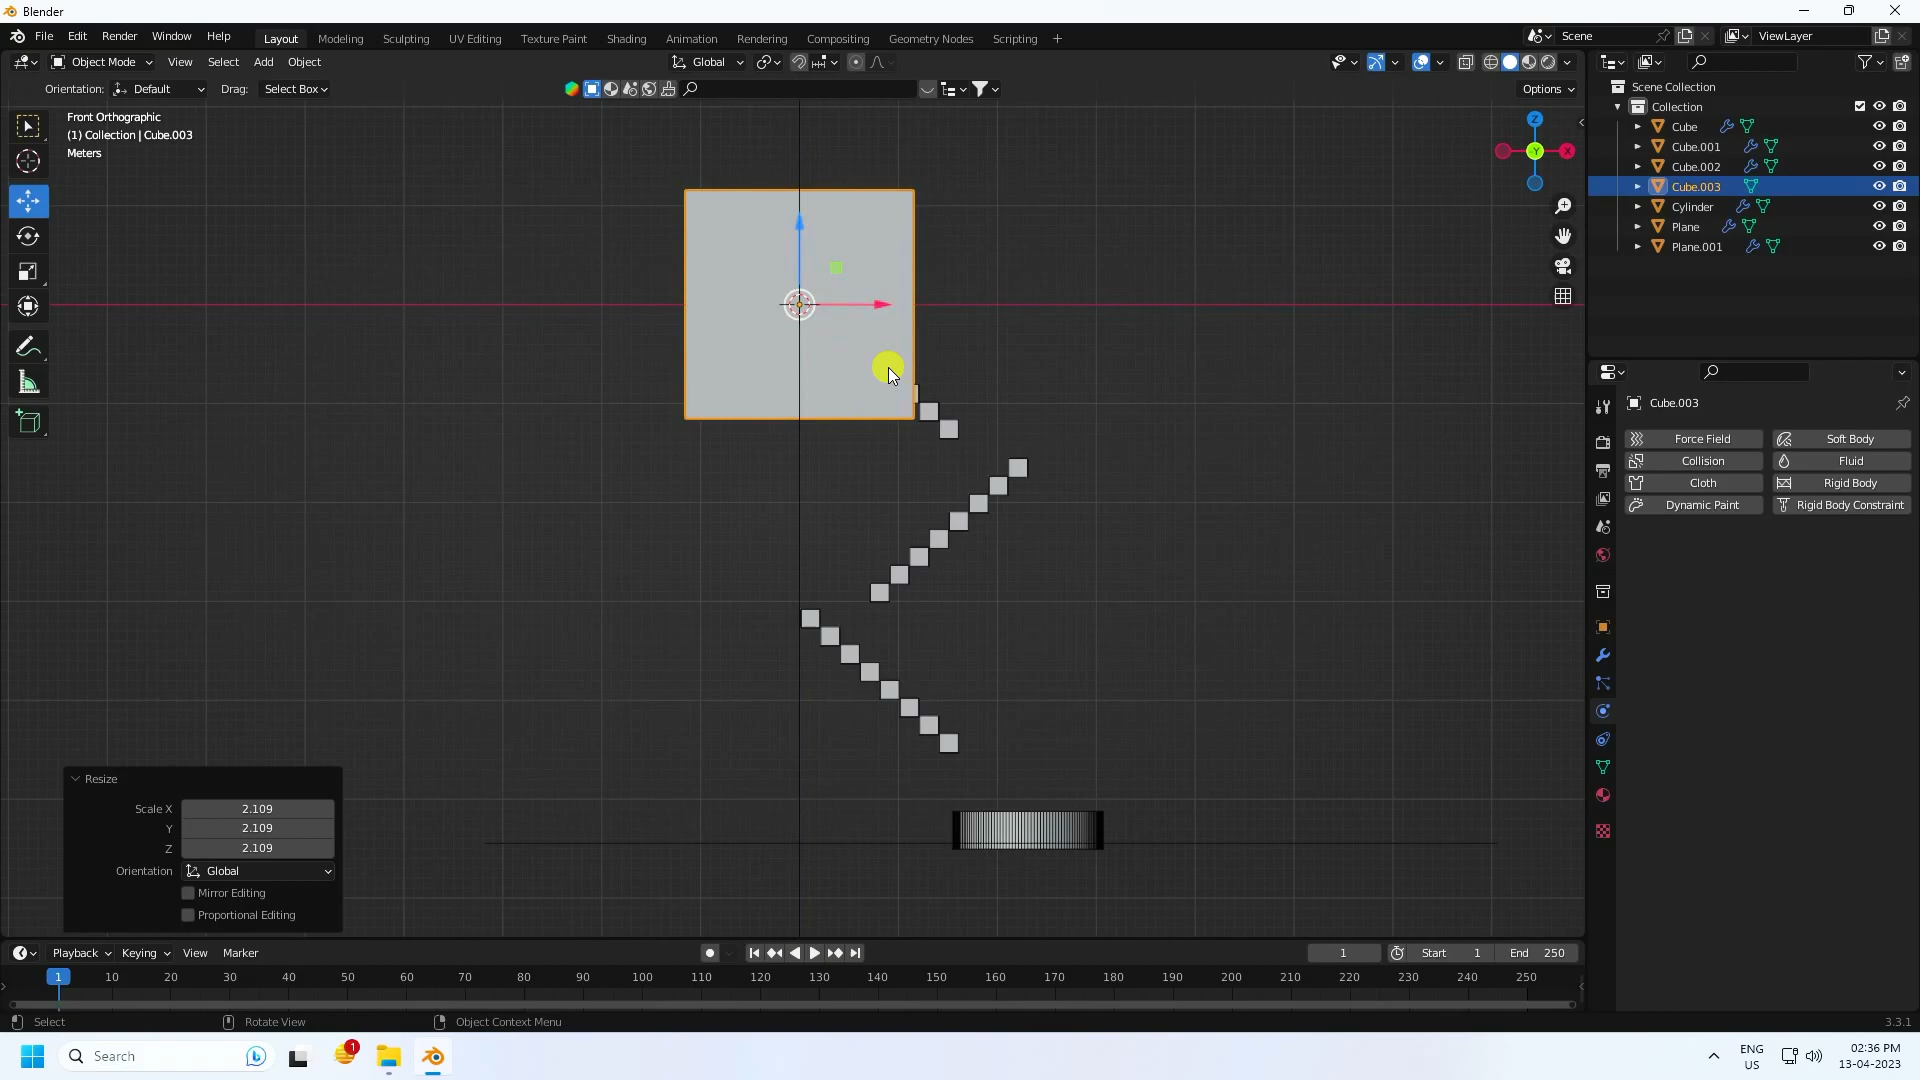 Blender
File Edit Render Window Help
Layout Modeling Sculpting UV Editing Texture Paint Shading Animation Rendering Compositing Geometry Nodes Scripting +
Scene ViewLayer
Object Mode View Select Add Object
Global
Orientation: Default Drag: Select Box
Options
Front Orthographic
(1) Collection | Cube.003
Meters
Z
-Y
X
Scene Collection
Collection
Cube
Cube.001
Cube.002
Cube.003
Cylinder
Plane
Plane.001
Cube.003
Force Field Soft Body
Collision Fluid
Cloth Rigid Body
Dynamic Paint Rigid Body Constraint
Resize
Scale X 2.109
Y 2.109
Z 2.109
Orientation Global
Mirror Editing
Proportional Editing
Playback Keying View Marker
1 Start 1 End 250
1 10 20 30 40 50 60 70 80 90 100 110 120 130 140 150 160 170 180 190 200 210 220 230 240 250
Select Rotate View Object Context Menu
3.3.1
Search
1
ENG
US
02:36 PM
13-04-2023